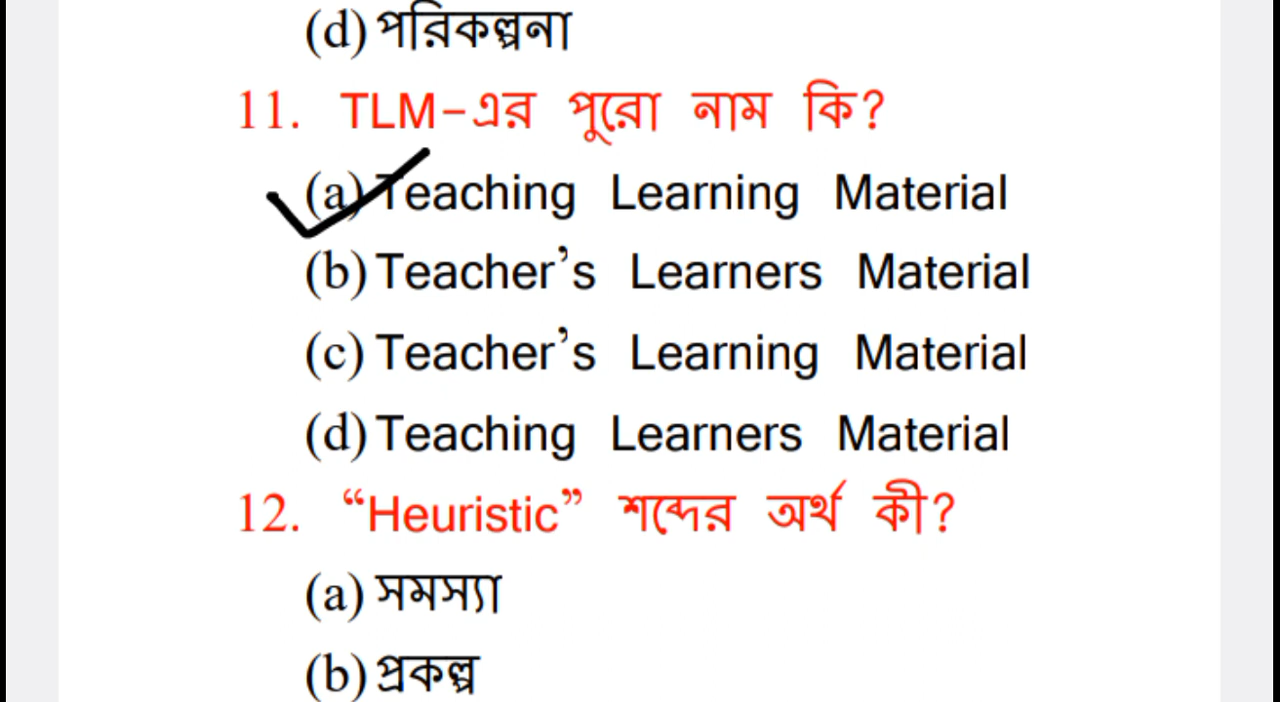 (d) পরিকল্পনা
11. TLM-এর পুরো নাম কি?
(a) Teaching Learning Material
(b) Teacher’s Learners Material
(c) Teacher’s Learning Material
(d) Teaching Learners Material
12. “Heuristic” শব্দের অর্থ কী?
(a) সমস্যা
(b) প্রকল্প